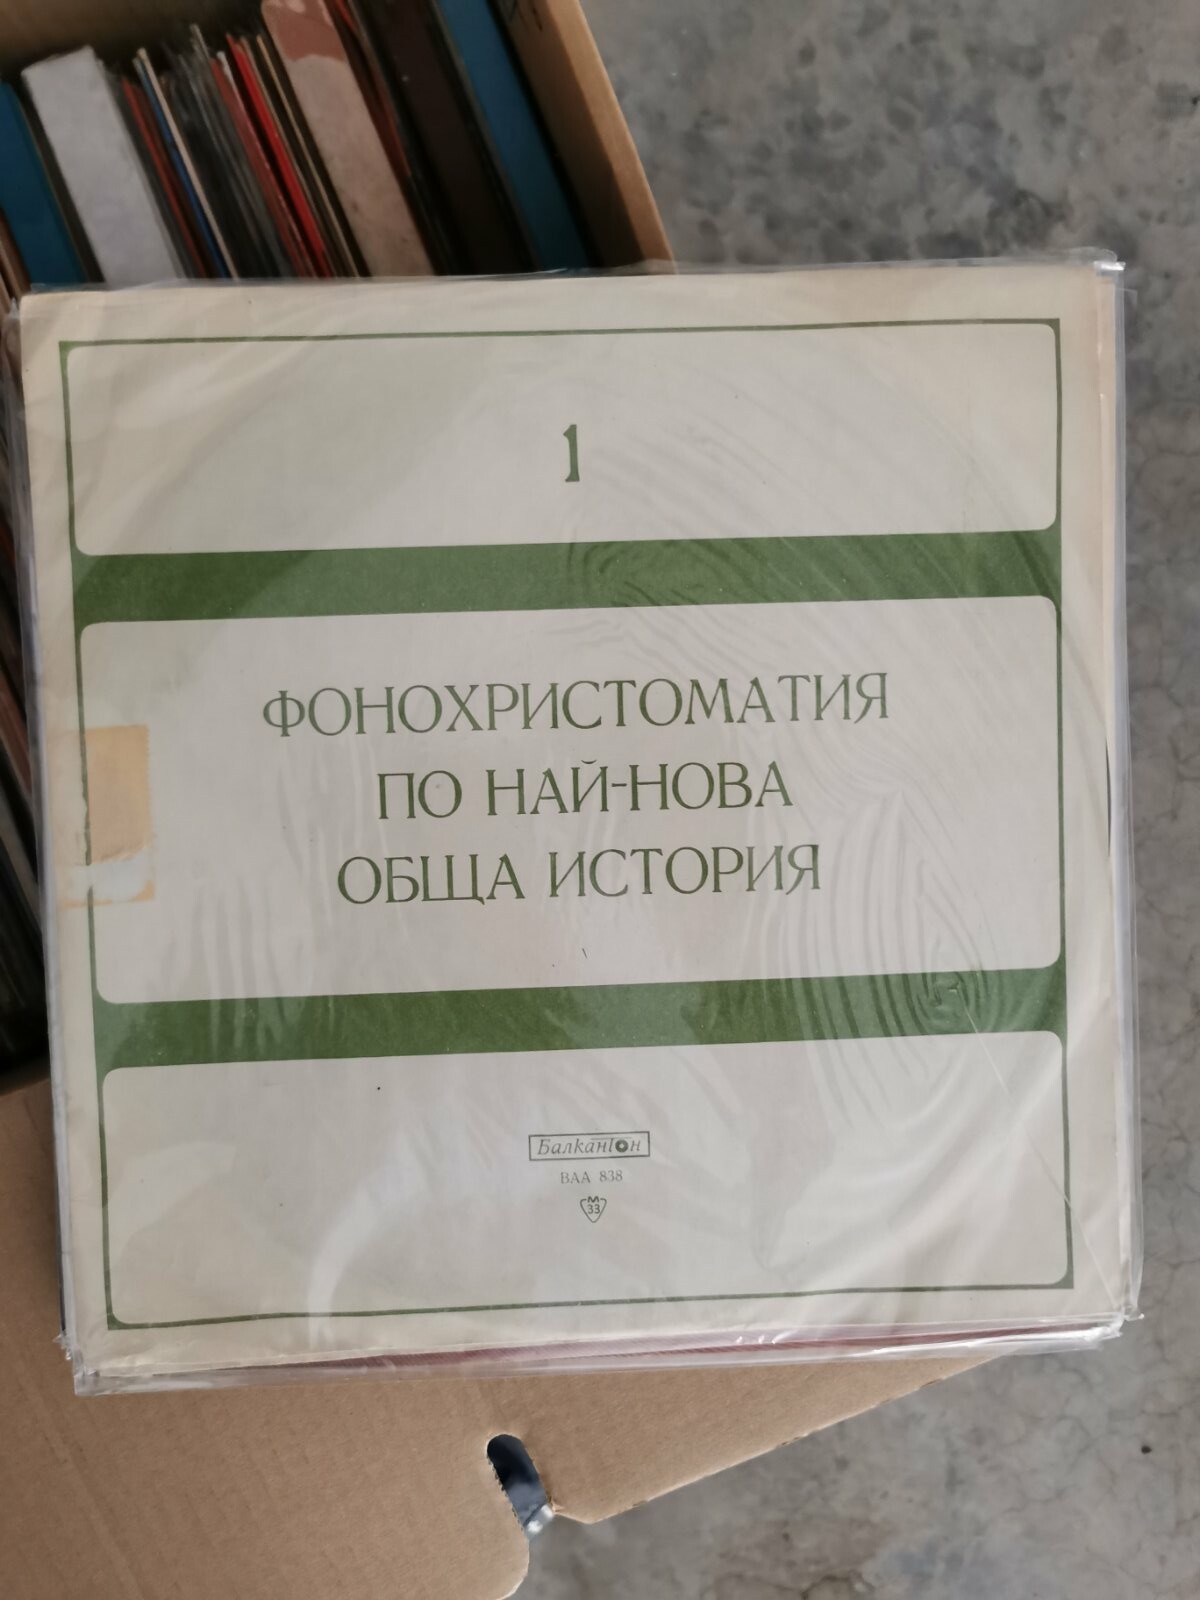 1
ФОНОХРИСТОМАТИЯ
ПО НАЙ-НОВА
ОБЩА ИСТОРИЯ
Балкантон
ВАА 838
М
33